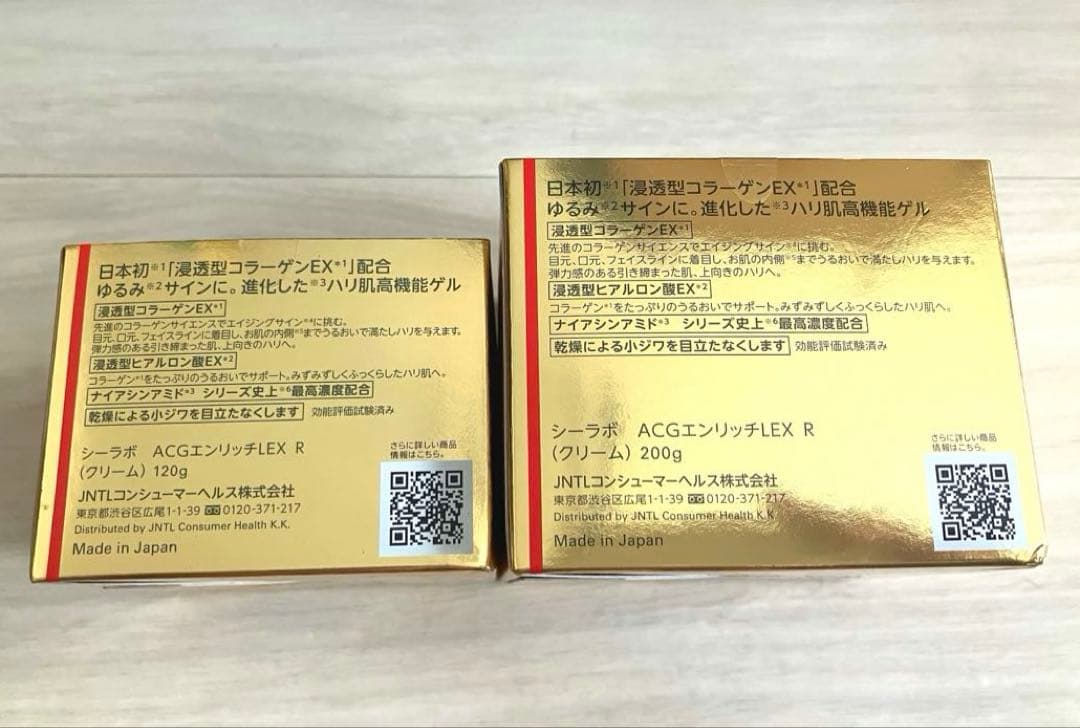 日本初※1「浸透型コラーゲンEX*1」配合
ゆるみ※2サインに。進化した※3ハリ肌高機能ゲル
浸透型コラーゲンEX*1
先進のコラーゲンサイエンスでエイジングサイン※4に挑む。
目元、口元、フェイスラインに着目し、お肌の内側※5までうるおいで満たしハリを与えます。
弾力感のある引き締まった肌、上向きのハリへ。
浸透型ヒアルロン酸EX*2
コラーゲン*1をたっぷりのうるおいでサポート。みずみずしくふっくらしたハリ肌へ。
ナイアシンアミド*3 シリーズ史上※6最高濃度配合
乾燥による小ジワを目立たなくします 効能評価試験済み
シーラボ ACGエンリッチLEX R
(クリーム) 120g
さらに詳しい商品
情報はこちら。
JNTLコンシューマーヘルス株式会社
東京都渋谷区広尾1-1-39 0120-371-217
Distributed by JNTL Consumer Health K.K.
Made in Japan
日本初※1「浸透型コラーゲンEX*1」配合
ゆるみ※2サインに。進化した※3ハリ肌高機能ゲル
浸透型コラーゲンEX*1
先進のコラーゲンサイエンスでエイジングサイン※4に挑む。
目元、口元、フェイスラインに着目し、お肌の内側※5までうるおいで満たしハリを与えます。
弾力感のある引き締まった肌、上向きのハリへ。
浸透型ヒアルロン酸EX*2
コラーゲン*1をたっぷりのうるおいでサポート。みずみずしくふっくらしたハリ肌へ。
ナイアシンアミド*3 シリーズ史上※6最高濃度配合
乾燥による小ジワを目立たなくします 効能評価試験済み
シーラボ ACGエンリッチLEX R
(クリーム) 200g
さらに詳しい商品
情報はこちら。
JNTLコンシューマーヘルス株式会社
東京都渋谷区広尾1-1-39 0120-371-217
Distributed by JNTL Consumer Health K.K.
Made in Japan